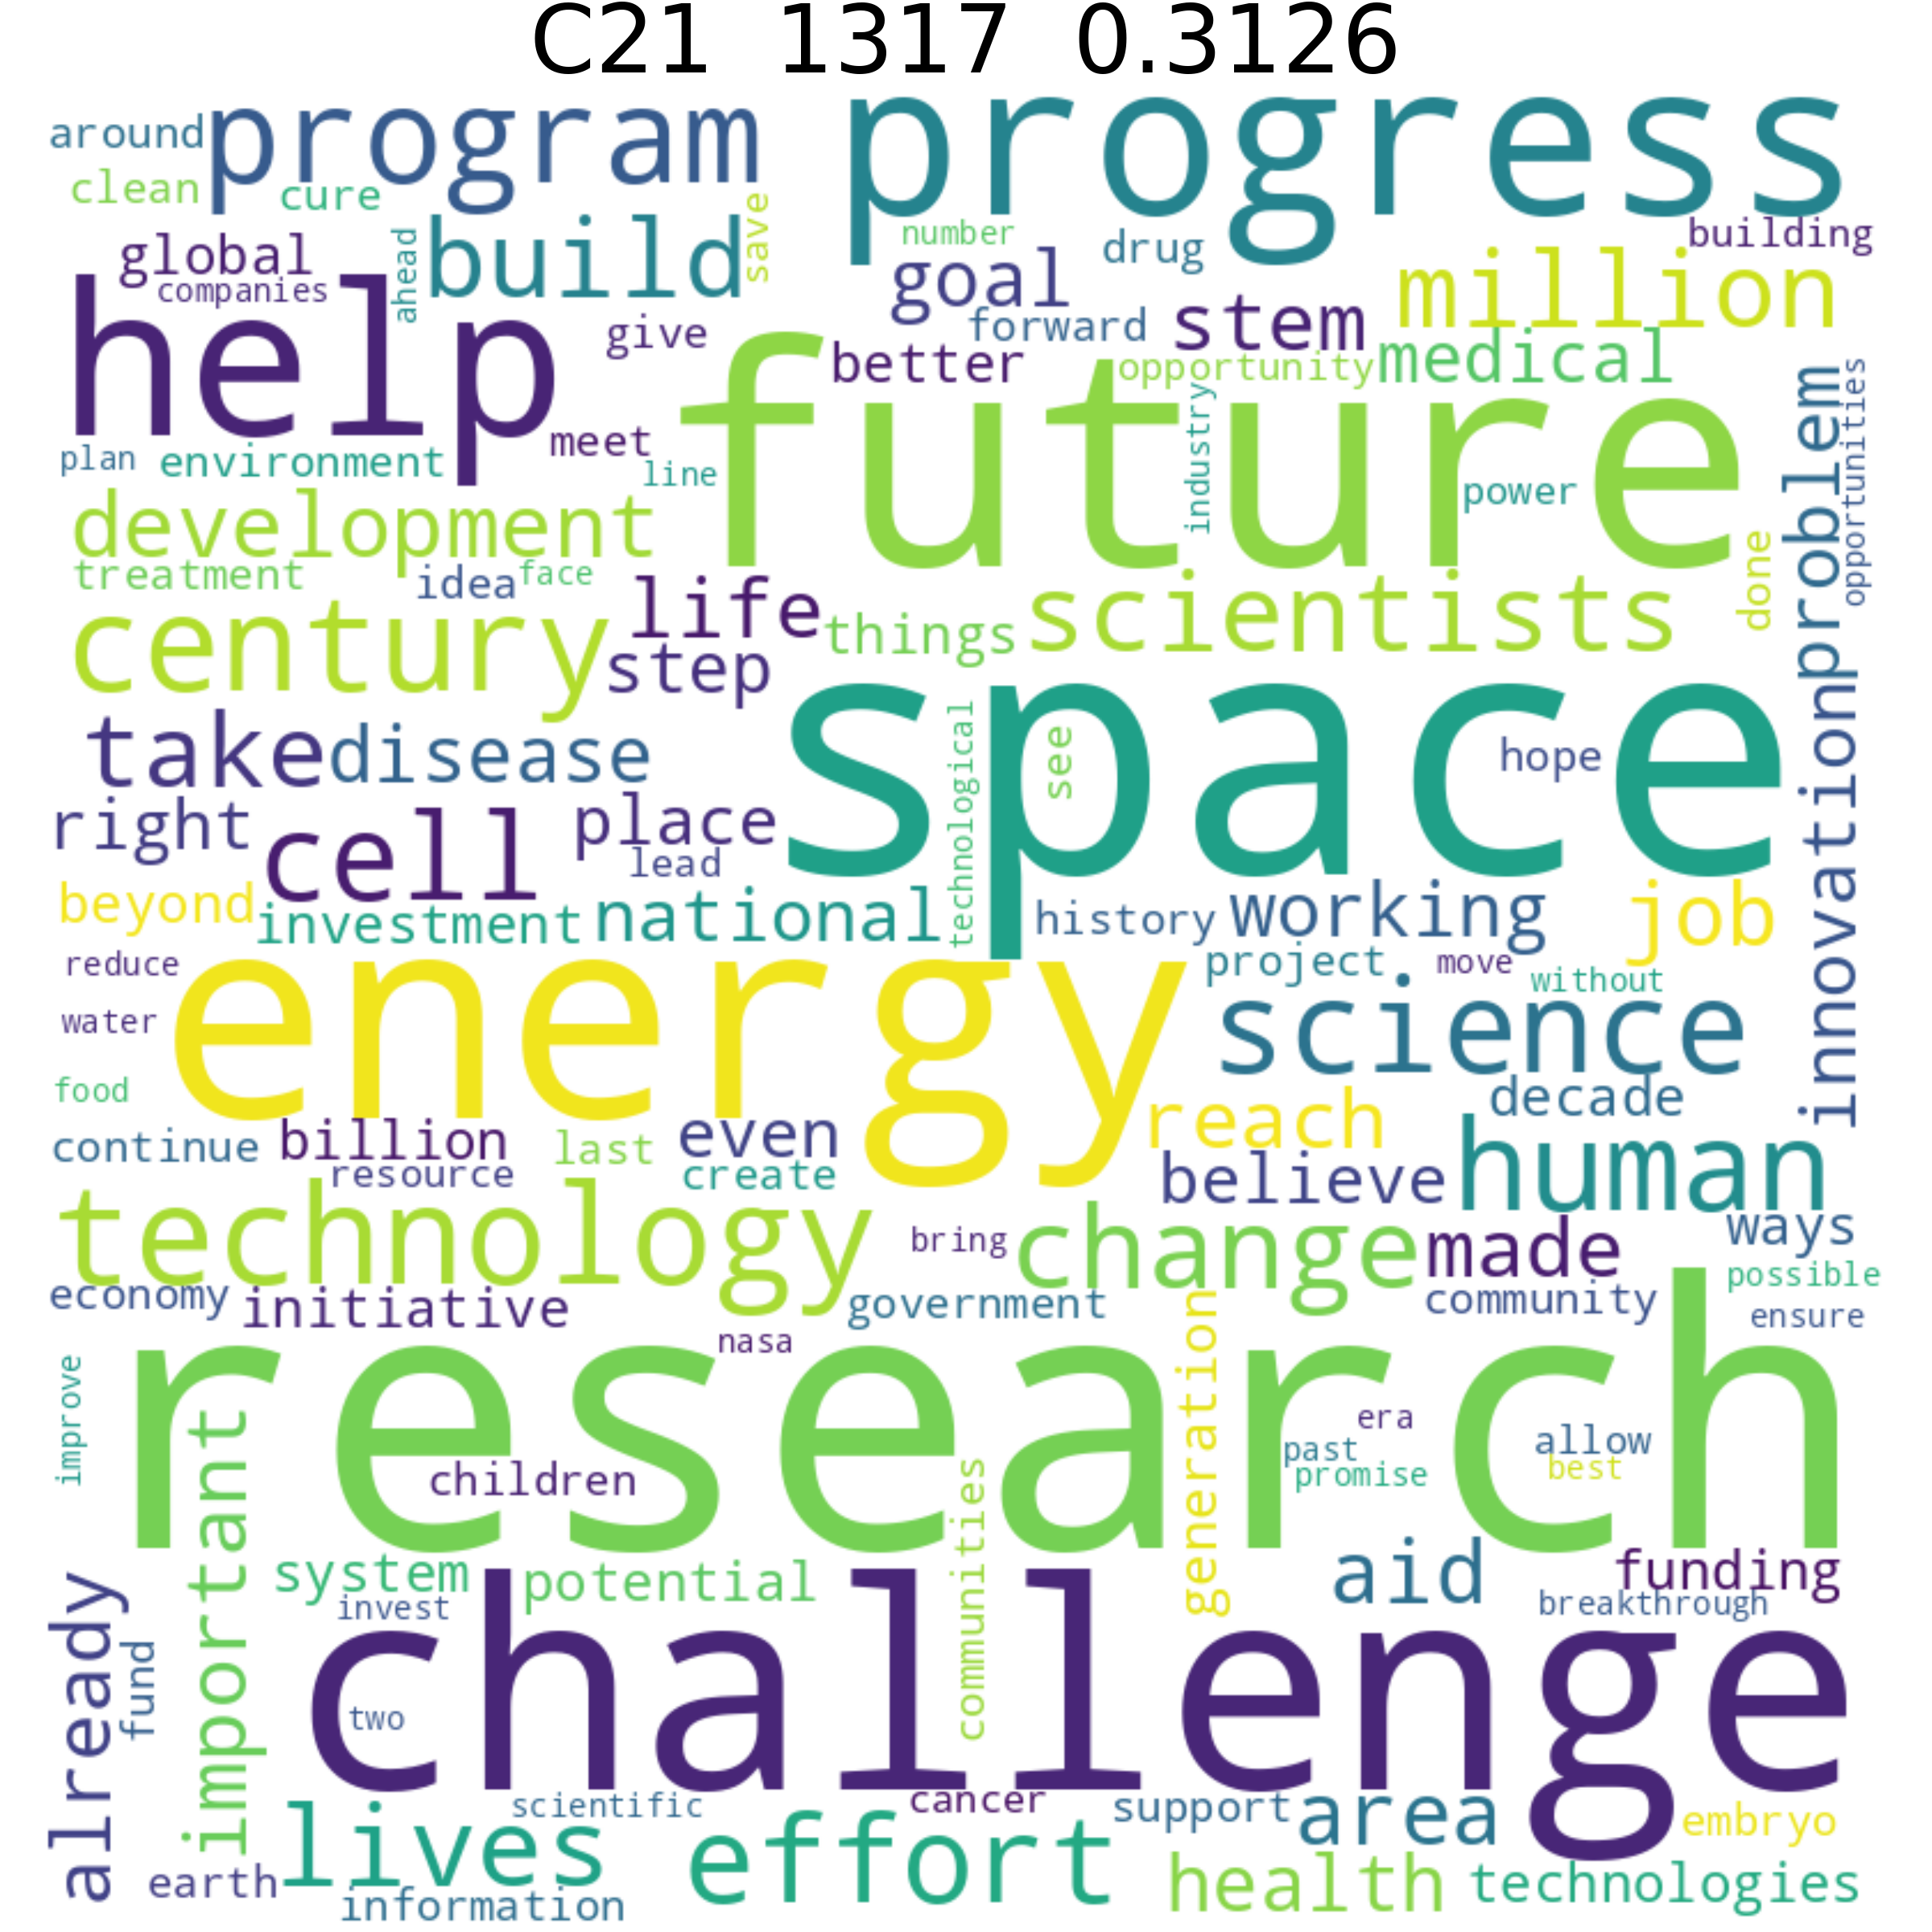 C21 1317 0.3126
around program progress
clean cure save
global ahead build number drug building
companies goal million
help give forward stem
better opportunity medical
future industry problem opportunities
plan environment meet line power
development done
treatment idea face
century life things scientists
step
take disease space technological see hope innovation
right cell place
lead
beyond investment national history working job
reduce energy project move without
water science
food reach decade
continue billion last even human
resource create believe
technology bring change made ways
possible
economy initiative government community ensure
nasa generation
improve research era
important children past allow
promise best
communities
already system potential aid funding
invest breakthrough
fund challenge
two
scientific cancer support area embryo
lives effort
earth health technologies
information